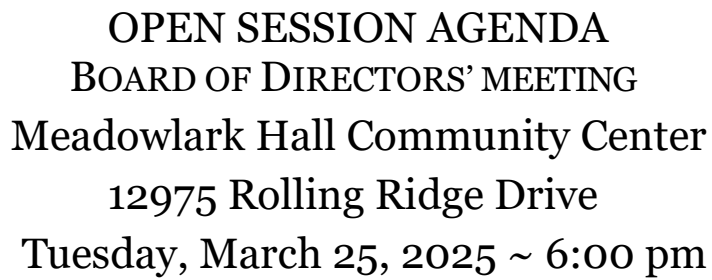 OPEN SESSION AGENDA
BOARD OF DIRECTORS’ MEETING
Meadowlark Hall Community Center
12975 Rolling Ridge Drive
Tuesday, March 25, 2025 ~ 6:00 pm